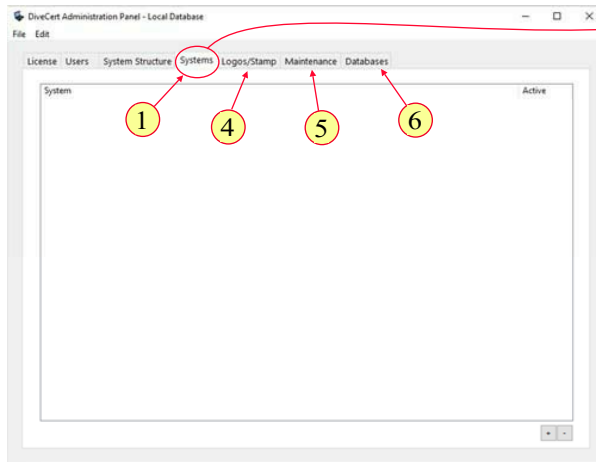 DiveCert Administration Panel - Local Database
File Edit
License Users System Structure Systems Logos/Stamp Maintenance Databases
System Active
1 4 5 6
+ -